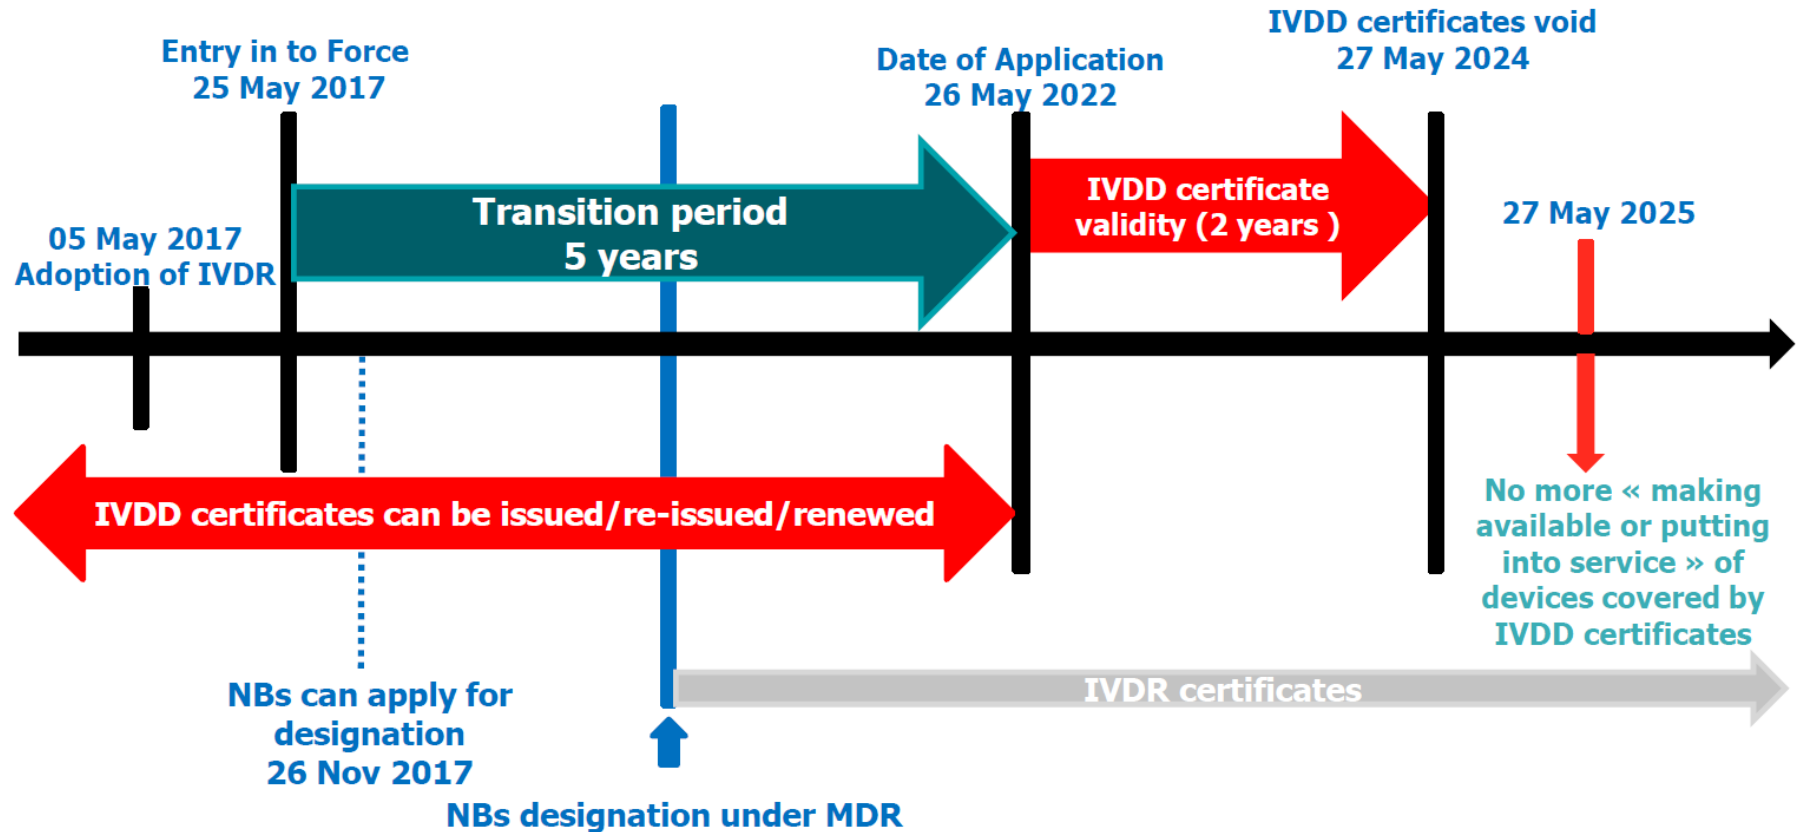 IVDD certificates void
27 May 2024
Entry in to Force
25 May 2017
Date of Application
26 May 2022
05 May 2017
Adoption of IVDR
Transition period
5 years
IVDD certificate
validity (2 years )
27 May 2025
IVDD certificates can be issued/re-issued/renewed
No more « making
available or putting
into service » of
devices covered by
IVDD certificates
NBs can apply for
designation
26 Nov 2017
IVDR certificates
NBs designation under MDR